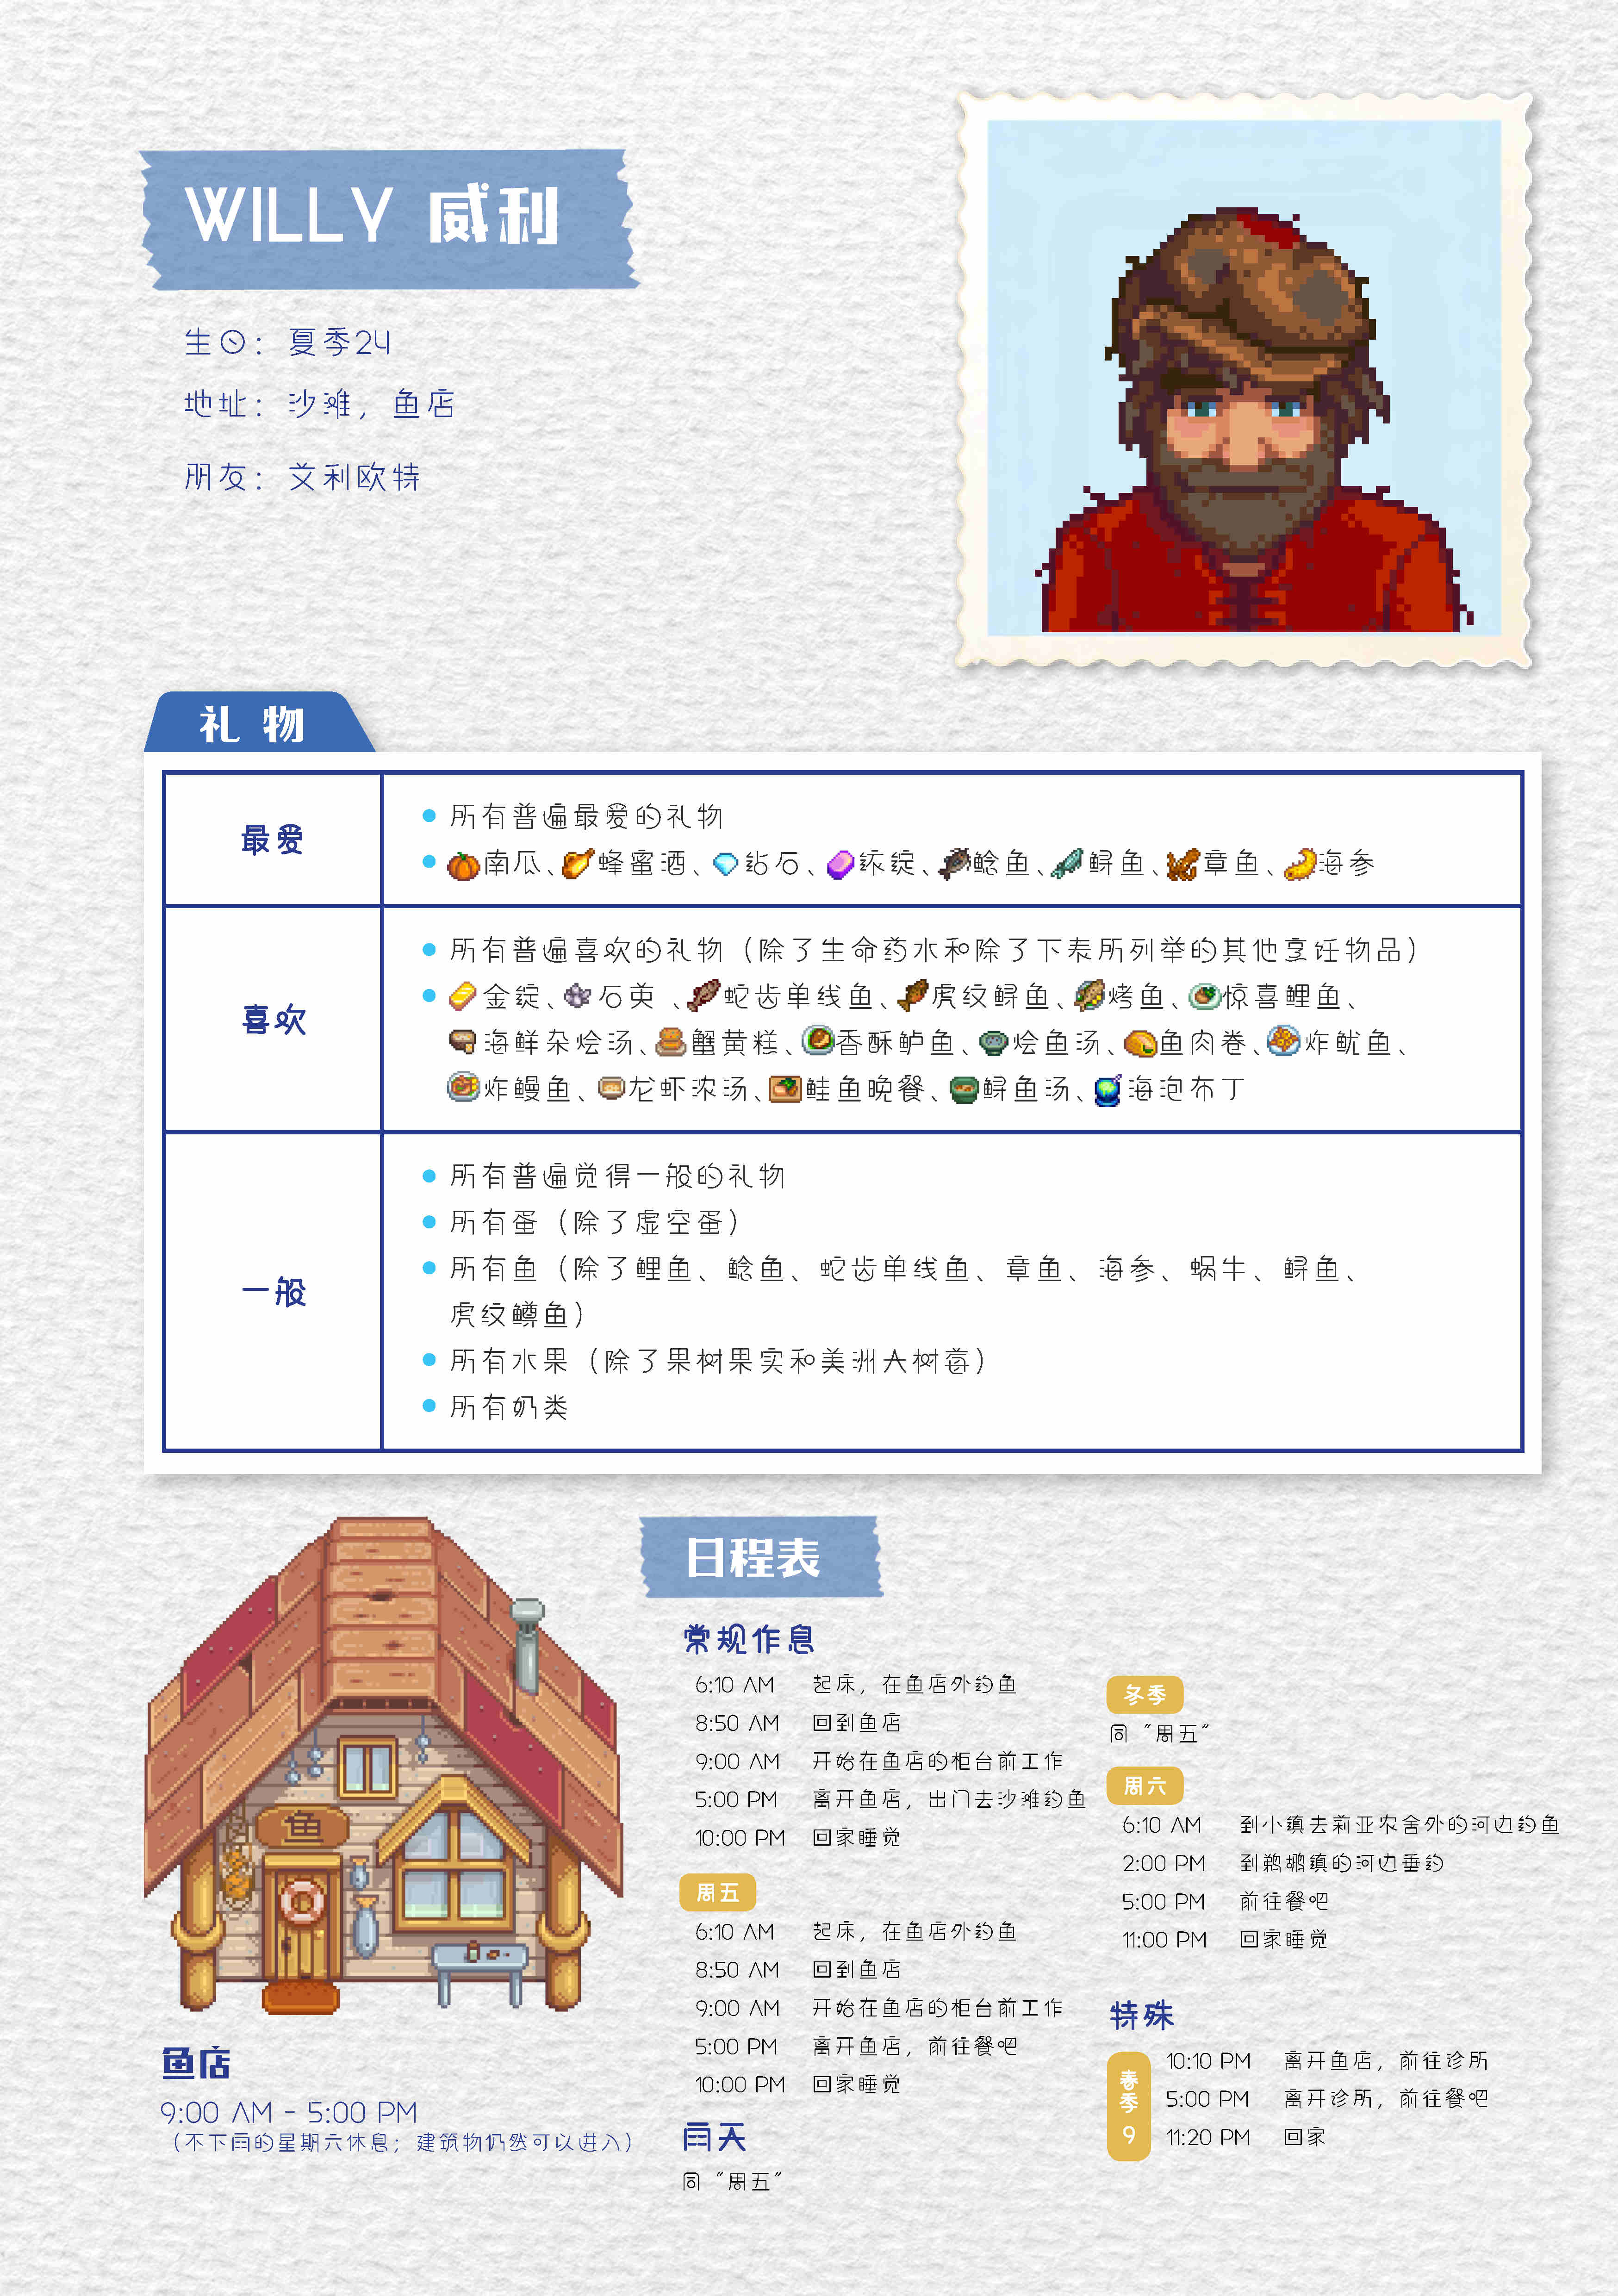 WILLY 威利
生日：夏季24
地址：沙滩，鱼店
朋友：艾利欧特
礼 物
最爱
所有普遍最爱的礼物
南瓜、蜂蜜酒、钻石、铱锭、鲶鱼、鲟鱼、章鱼、海参
喜欢
所有普遍喜欢的礼物（除了生命药水和除了下表所列举的其他烹饪物品）
金锭、石英 、蛇齿单线鱼、虎纹鲟鱼、烤鱼、惊喜鲤鱼、
海鲜杂烩汤、蟹黄糕、香酥鲈鱼、烩鱼汤、鱼肉卷、炸鱿鱼、
炸鳗鱼、龙虾浓汤、鲑鱼晚餐、鲟鱼汤、海泡布丁
一般
所有普遍觉得一般的礼物
所有蛋（除了虚空蛋）
所有鱼（除了鲤鱼、鲶鱼、蛇齿单线鱼、章鱼、海参、蜗牛、鲟鱼、
虎纹鳟鱼）
所有水果（除了果树果实和美洲大树莓）
所有奶类
鱼
鱼店
9:00 AM - 5:00 PM
（不下雨的星期六休息；建筑物仍然可以进入）
日程表
常规作息
6:10 AM 起床，在鱼店外钓鱼
8:50 AM 回到鱼店
9:00 AM 开始在鱼店的柜台前工作
5:00 PM 离开鱼店，出门去沙滩钓鱼
10:00 PM 回家睡觉
周五
6:10 AM 起床，在鱼店外钓鱼
8:50 AM 回到鱼店
9:00 AM 开始在鱼店的柜台前工作
5:00 PM 离开鱼店，前往餐吧
10:00 PM 回家睡觉
雨天
同“周五”
冬季
同“周五”
周六
6:10 AM 到小镇去莉亚农舍外的河边钓鱼
2:00 PM 到鹈鹕镇的河边垂钓
5:00 PM 前往餐吧
11:00 PM 回家睡觉
特殊
春季9
10:10 PM 离开鱼店，前往诊所
5:00 PM 离开诊所，前往餐吧
11:20 PM 回家